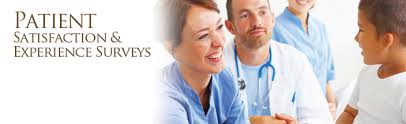 PATIENT
SATISFACTION &
EXPERIENCE SURVEYS